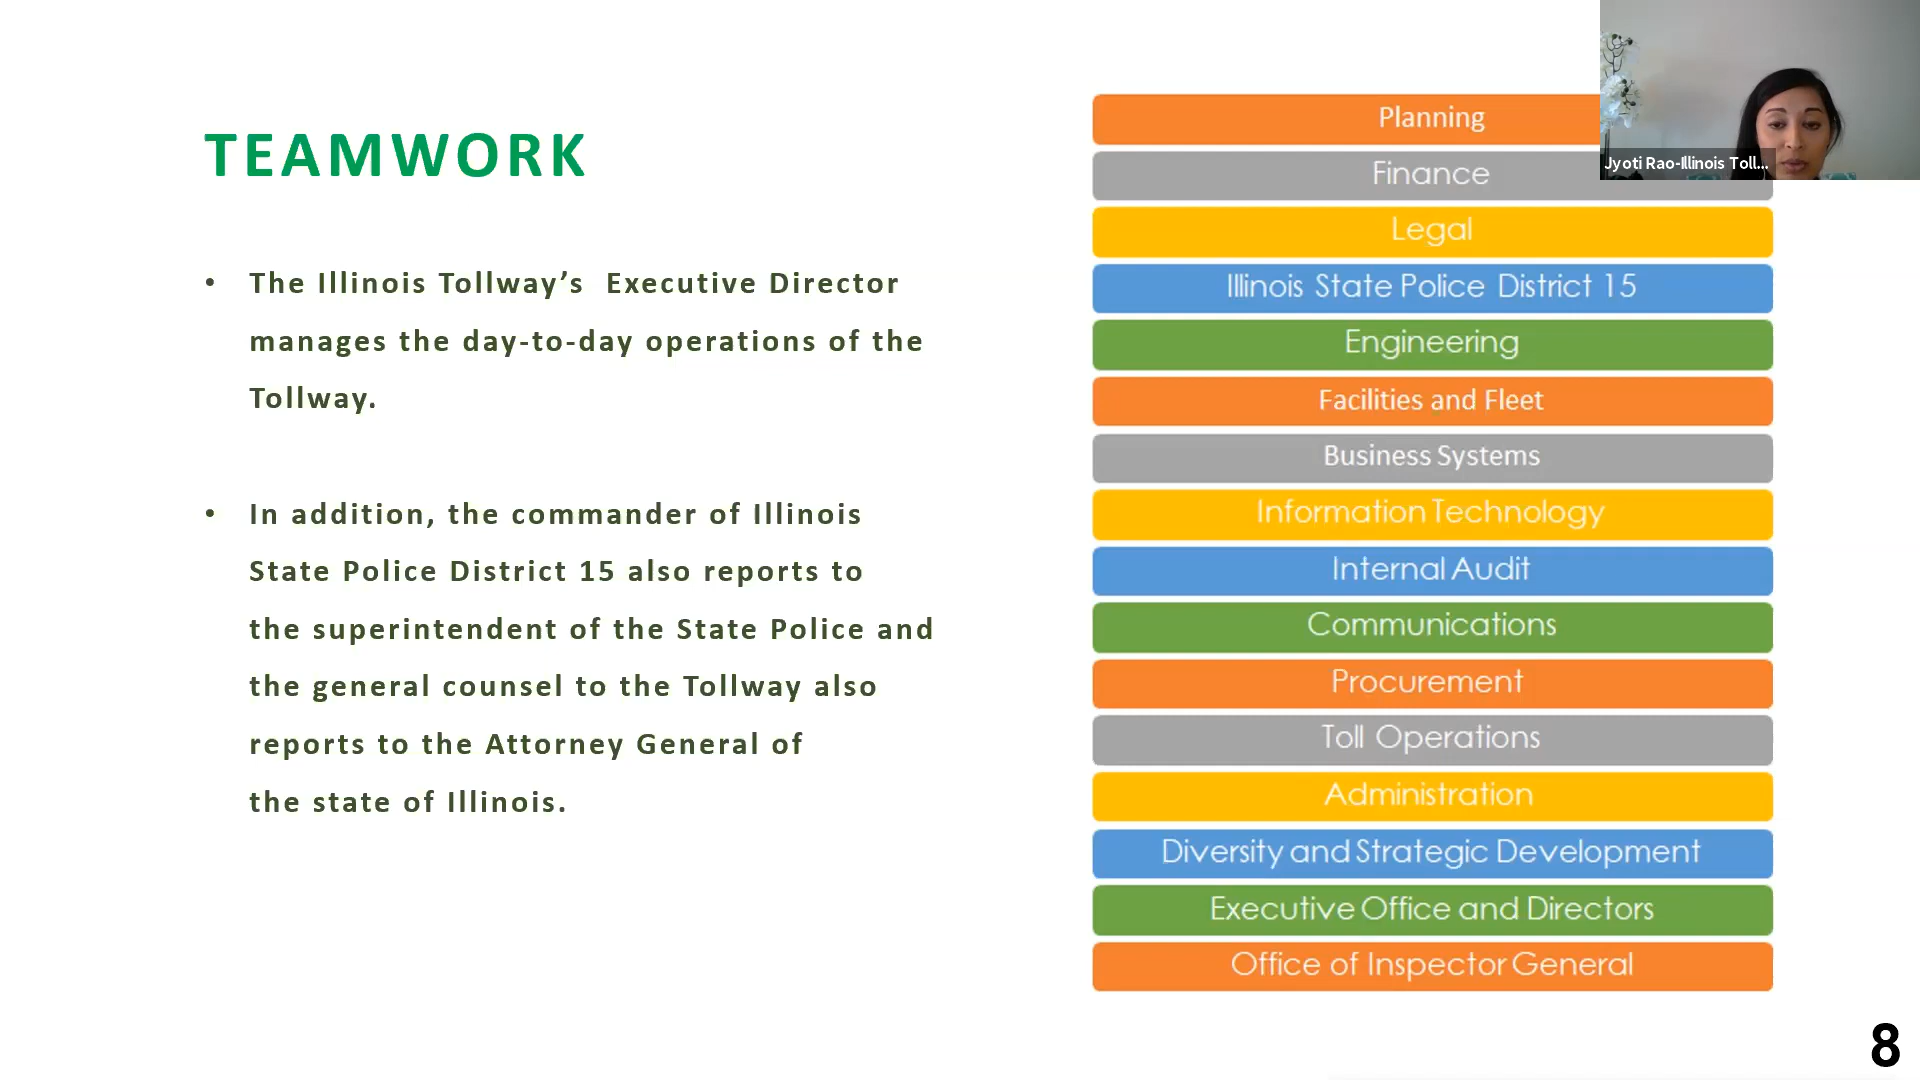 TEAMWORK
• The Illinois Tollway’s Executive Director
manages the day-to-day operations of the
Tollway.
• In addition, the commander of Illinois
State Police District 15 also reports to
the superintendent of the State Police and
the general counsel to the Tollway also
reports to the Attorney General of
the state of Illinois.
Planning
Finance
Legal
Illinois State Police District 15
Engineering
Facilities and Fleet
Business Systems
Information Technology
Internal Audit
Communications
Procurement
Toll Operations
Administration
Diversity and Strategic Development
Executive Office and Directors
Office of Inspector General
Jyoti Rao-Illinois Toll...
8